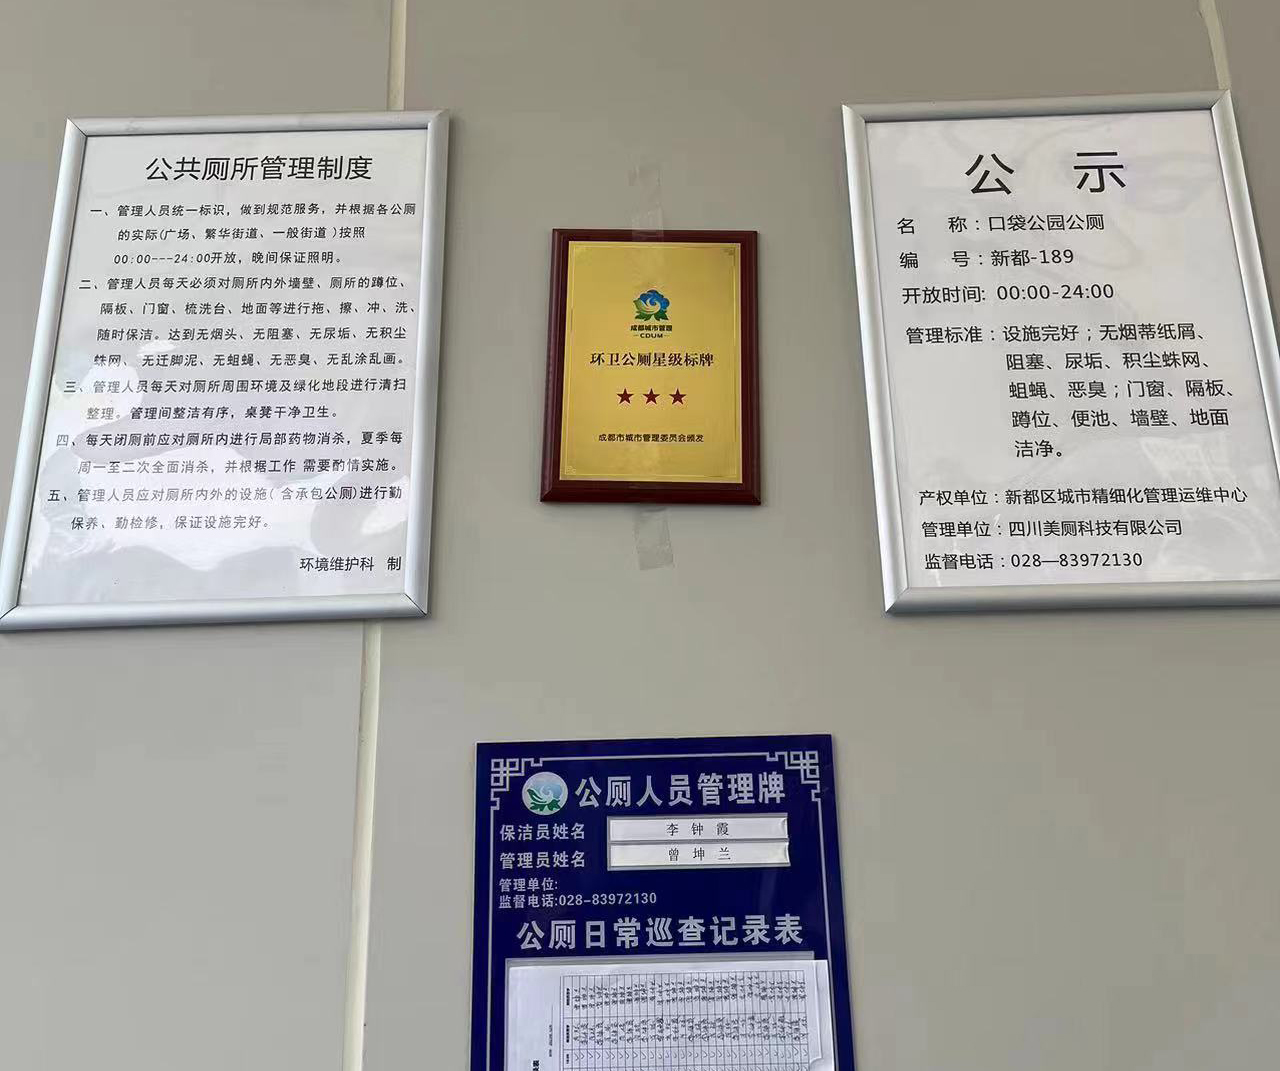 公共厕所管理制度
一、管理人员统一标识，做到规范服务，并根据各公厕
的实际(广场、繁华街道、一般街道 )按照
00:00---24:00开放，晚间保证照明。
二、管理人员每天必须对厕所内外墙壁、厕所的蹲位、
隔板、门窗、梳洗台、地面等进行拖、擦、冲、洗、
随时保洁。达到无烟头、无阻塞、无尿垢、无积尘
蛛网、无迁脚泥、无蛆蝇、无恶臭、无乱涂乱画。
三、管理人员每天对厕所周围环境及绿化地段进行清扫
整理。管理间整洁有序，桌凳干净卫生。
四、每天闭厕前应对厕所内进行局部药物消杀，夏季每
周一至二次全面消杀，并根据工作 需要酌情实施。
五、管理人员应对厕所内外的设施( 含承包公厕)进行勤
保养、勤检修，保证设施完好。
环境维护科 制
成都城市管理
CDUM
环卫公厕星级标牌
★★★
成都市城市管理委员会颁发
公 示
名 称：口袋公园公厕
编 号：新都-189
开放时间: 00:00-24:00
管理标准：设施完好；无烟蒂纸屑、
阻塞、尿垢、积尘蛛网、
蛆蝇、恶臭；门窗、隔板、
蹲位、便池、墙壁、地面
洁净。
产权单位：新都区城市精细化管理运维中心
管理单位：四川美厕科技有限公司
监督电话：028—83972130
公厕人员管理牌
保洁员姓名 李钟霞
管理员姓名 曾坤兰
管理单位:
监督电话:028-83972130
公厕日常巡查记录表